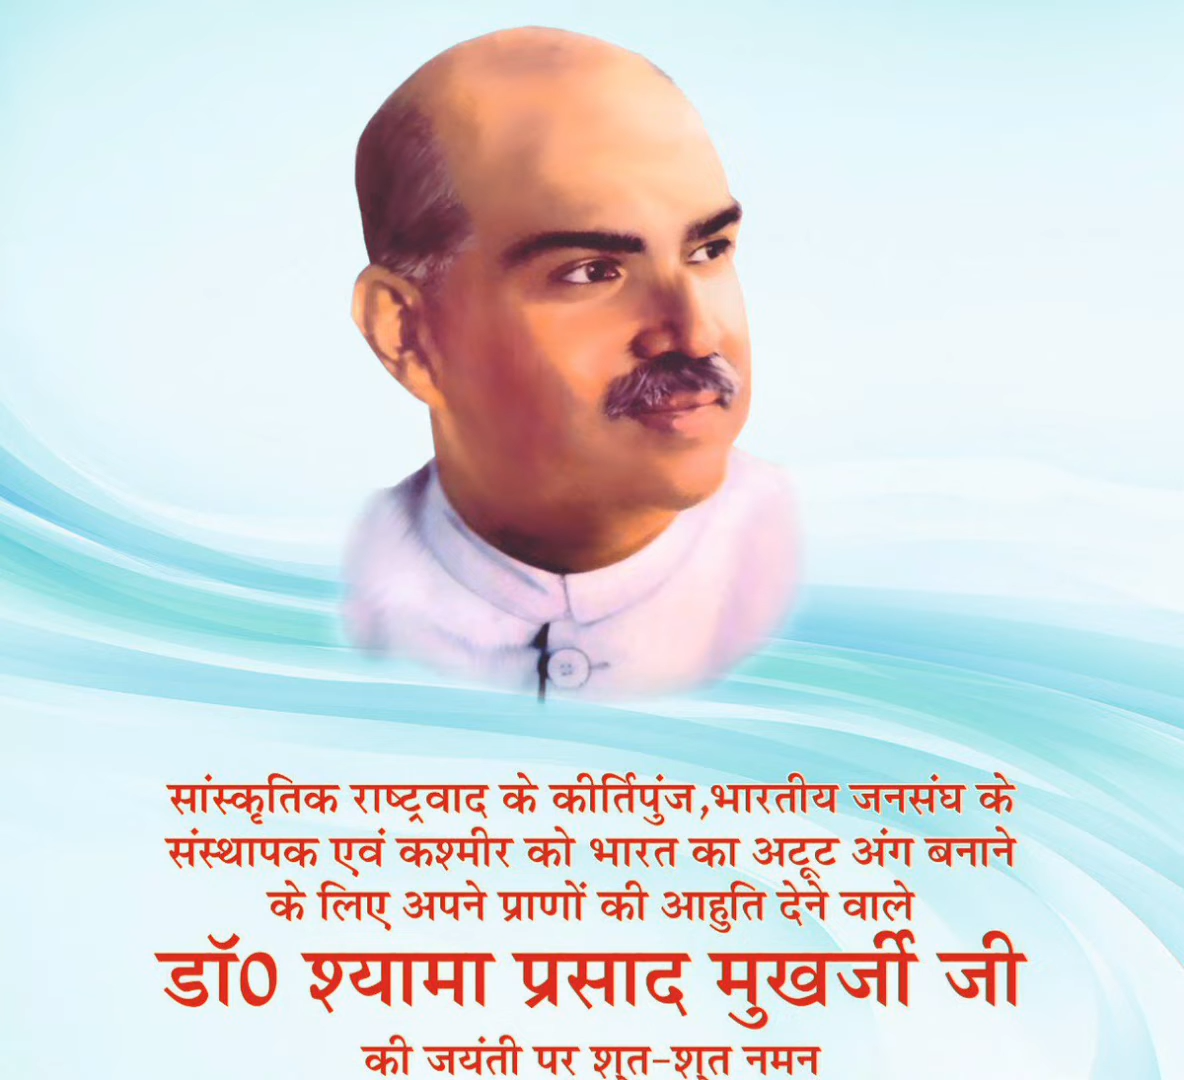 सांस्कृतिक राष्ट्रवाद के कीर्तिपुंज,भारतीय जनसंघ के
संस्थापक एवं कश्मीर को भारत का अटूट अंग बनाने
के लिए अपने प्राणों की आहुति देने वाले
डॉ0 श्यामा प्रसाद मुखर्जी जी
की जयंती पर शत-शत नमन